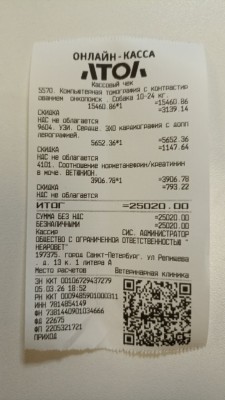 ОНЛАЙН-КАССА
АТОЛ
Кассовый чек
5570. Компьютерная томография с контрастир
ованием онкопоиск Собака 10-24 кг
15460.86*1 =15460.86
СКИДКА =3139.14
НДС не облагается
9604. УЗИ. Сердце. ЭХО кардиография с допп
лерографией.
5652.36*1 =5652.36
СКИДКА =1147.64
НДС не облагается
4101. Соотношение норметанефрин/креатинин
в моче. ВЕТЮНИОН
3906.78*1 =3906.78
СКИДКА =793.22
НДС не облагается
ИТОГ =25020.00
СУММА БЕЗ НДС =25020.00
БЕЗНАЛИЧНЫМИ =25020.00
Кассир СИС. АДМИНИСТРАТОР
ОБЩЕСТВО С ОГРАНИЧЕННОЙ ОТВЕТСТВЕННОСТЬЮ "
НЕАРОВЕТ"
197375, город Санкт-Петербург, ул Репищева
, д. 13 к. 1 литера А
Место расчетов Ветеринарная клиника
ЗН ККТ 00106729437279
05.03.26 18:52
РН ККТ 0009485901000311
ИНН 7814854149
ФН 7381440901034666
ФД 22675
ФП 2205321721
ПРИХОД